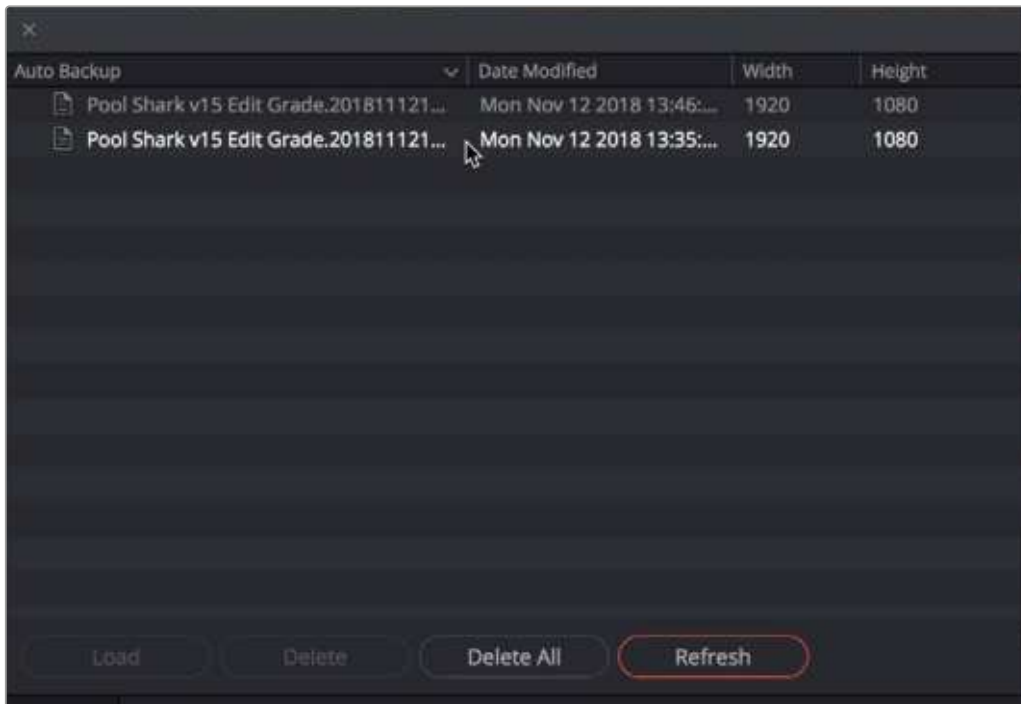 Auto Backup Date Modified Width Height
Pool Shark v15 Edit Grade.201811121... Mon Nov 12 2018 13:46:... 1920 1080
Pool Shark v15 Edit Grade.201811121... Mon Nov 12 2018 13:35:... 1920 1080
Load Delete Delete All Refresh